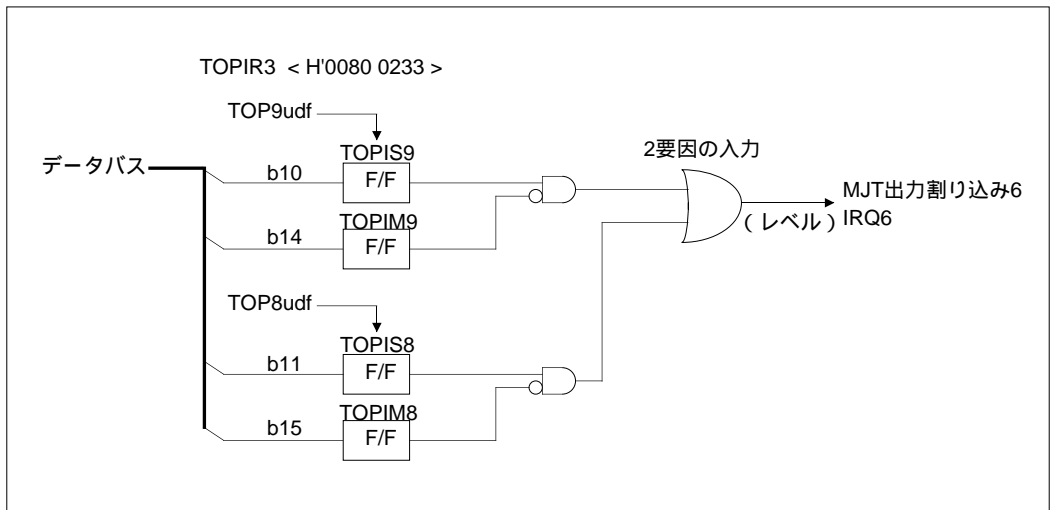 TOPIR3 < H'0080 0233 >
TOP9udf
TOPIS9
データバス
b10
F/F
2要因の入力
TOPIM9
b14
F/F
MJT出力割り込み6
(レベル) IRQ6
TOP8udf
TOPIS8
b11
F/F
TOPIM8
b15
F/F